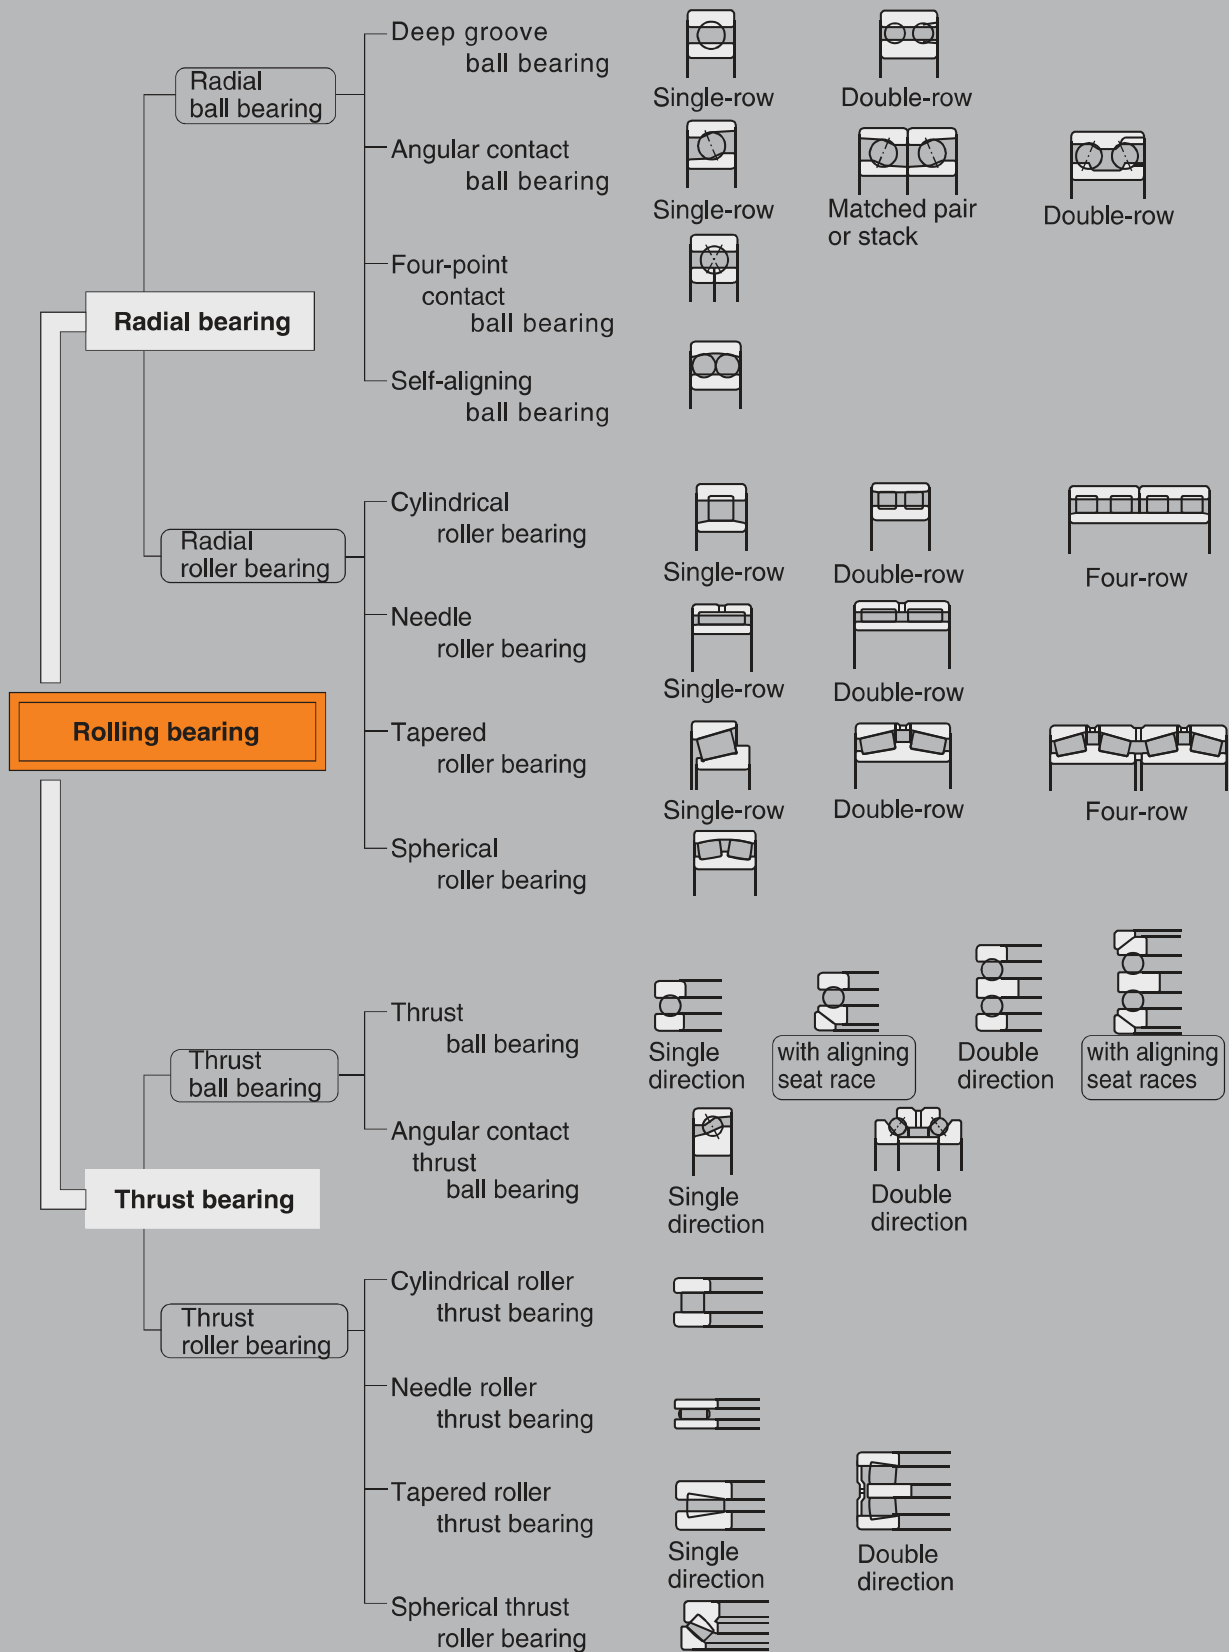 Deep groove
ball bearing
Single-row
Double-row
Radial
ball bearing
Angular contact
ball bearing
Single-row
Matched pair
or stack
Double-row
Four-point
contact
ball bearing
Radial bearing
Self-aligning
ball bearing
Cylindrical
roller bearing
Single-row
Double-row
Four-row
Radial
roller bearing
Needle
roller bearing
Single-row
Double-row
Rolling bearing
Tapered
roller bearing
Single-row
Double-row
Four-row
Spherical
roller bearing
Thrust
ball bearing
Single
direction
with aligning
seat race
Double
direction
with aligning
seat races
Thrust
ball bearing
Angular contact
thrust
ball bearing
Single
direction
Double
direction
Thrust bearing
Cylindrical roller
thrust bearing
Thrust
roller bearing
Needle roller
thrust bearing
Tapered roller
thrust bearing
Single
direction
Double
direction
Spherical thrust
roller bearing